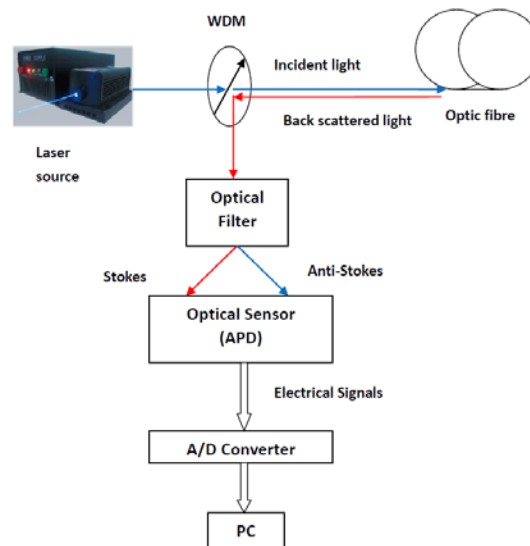 WDM
Incident light
Back scattered light
Optic fibre
Laser
source
Optical
Filter
Stokes
Anti-Stokes
Optical Sensor
(APD)
Electrical Signals
A/D Converter
PC